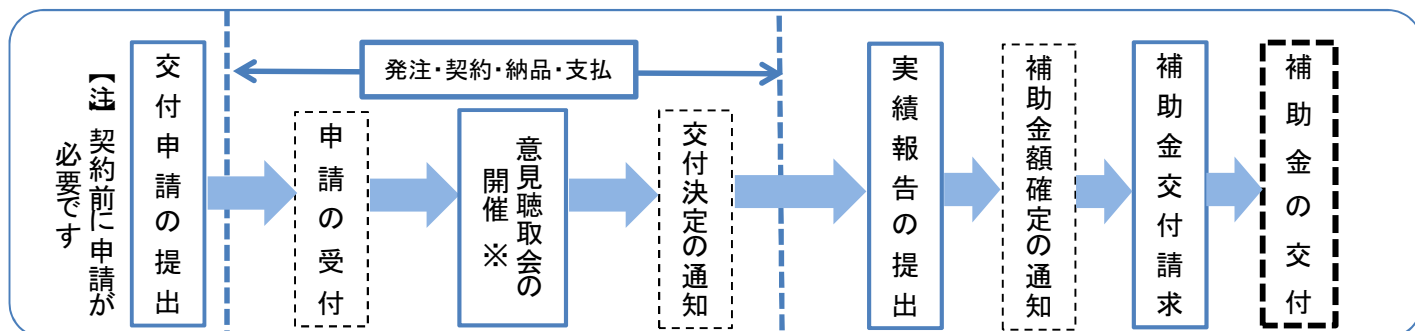 【注】契約前に申請が
必要です
交付申請の提出
発注・契約・納品・支払
申請の受付
意見聴取会の
開催 ※
交付決定の通知
実績報告の提出
補助金額確定の通知
補助金交付請求
補助金の交付